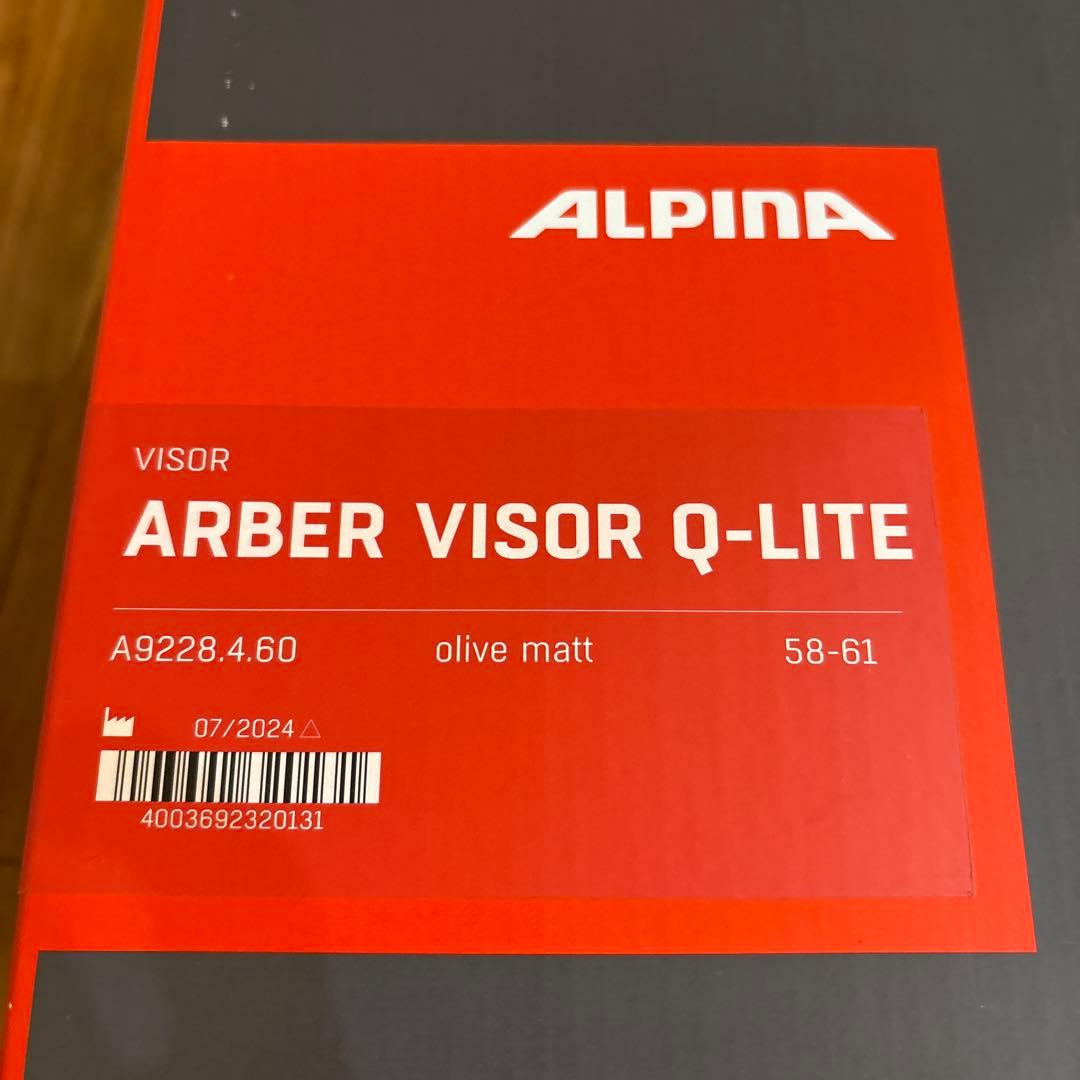 ALPINA
VISOR
ARBER VISOR Q-LITE
A9228.4.60 olive matt 58-61
07/2024
4003692320131